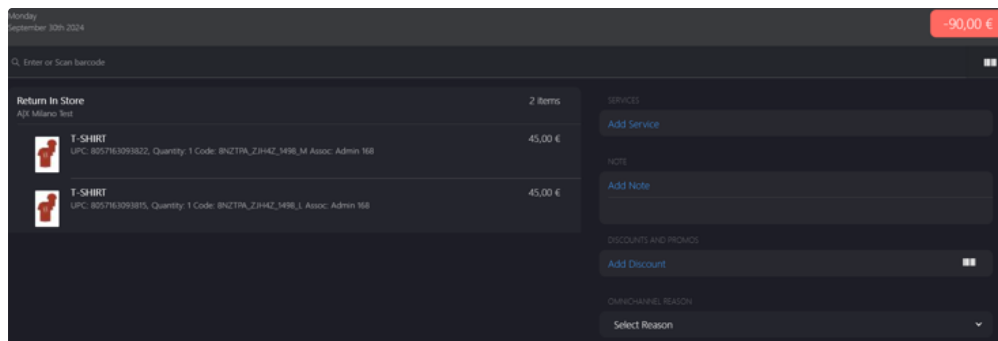 Monday
September 30th 2024
-90,00 €
Enter or Scan barcode
Return In Store
2 items
A|X Milano Test
T-SHIRT
45,00 €
UPC: 8057163093822, Quantity: 1 Code: 8NZTPA_ZJH4Z_1498_M Assoc: Admin 168
T-SHIRT
45,00 €
UPC: 8057163093815, Quantity: 1 Code: 8NZTPA_ZJH4Z_1498_L Assoc: Admin 168
SERVICES
Add Service
NOTE
Add Note
DISCOUNTS AND PROMOS
Add Discount
OMNICHANNEL REASON
Select Reason